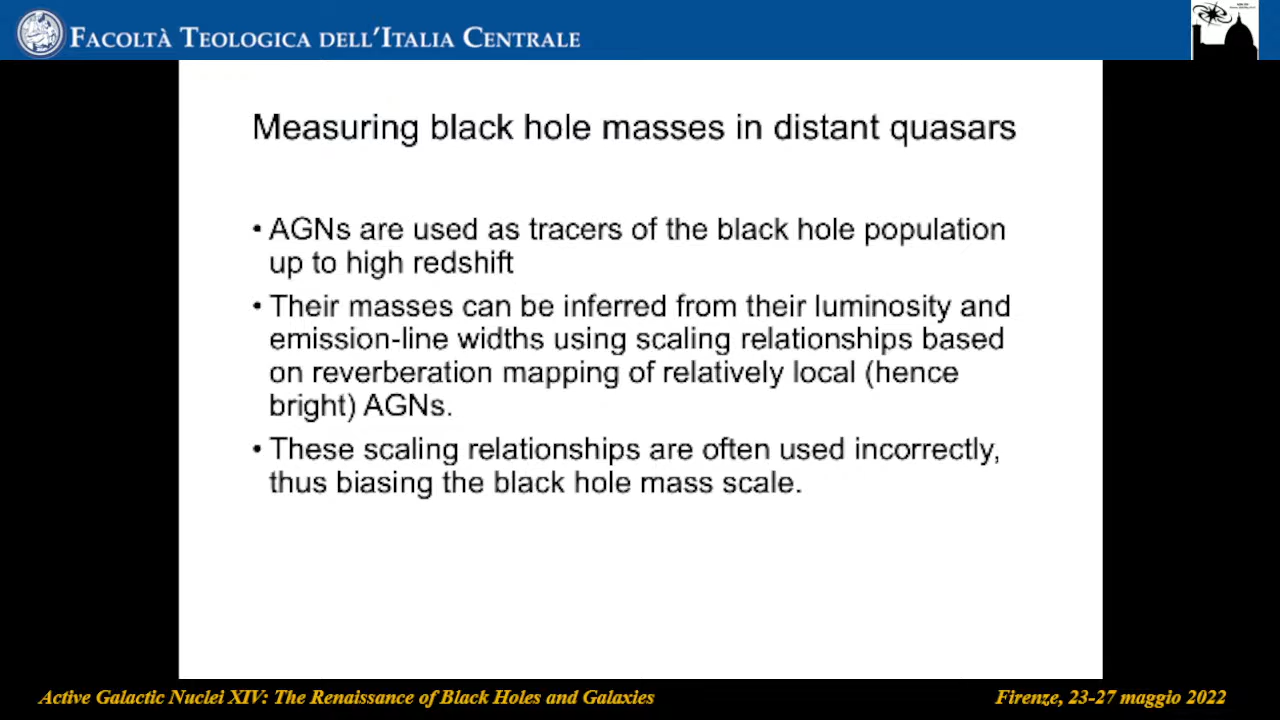 FACOLTÀ TEOLOGICA DELL'ITALIA CENTRALE
Measuring black hole masses in distant quasars
• AGNs are used as tracers of the black hole population
up to high redshift
• Their masses can be inferred from their luminosity and
emission-line widths using scaling relationships based
on reverberation mapping of relatively local (hence
bright) AGNs.
• These scaling relationships are often used incorrectly,
thus biasing the black hole mass scale.
Active Galactic Nuclei XIV: The Renaissance of Black Holes and Galaxies
Firenze, 23-27 maggio 2022